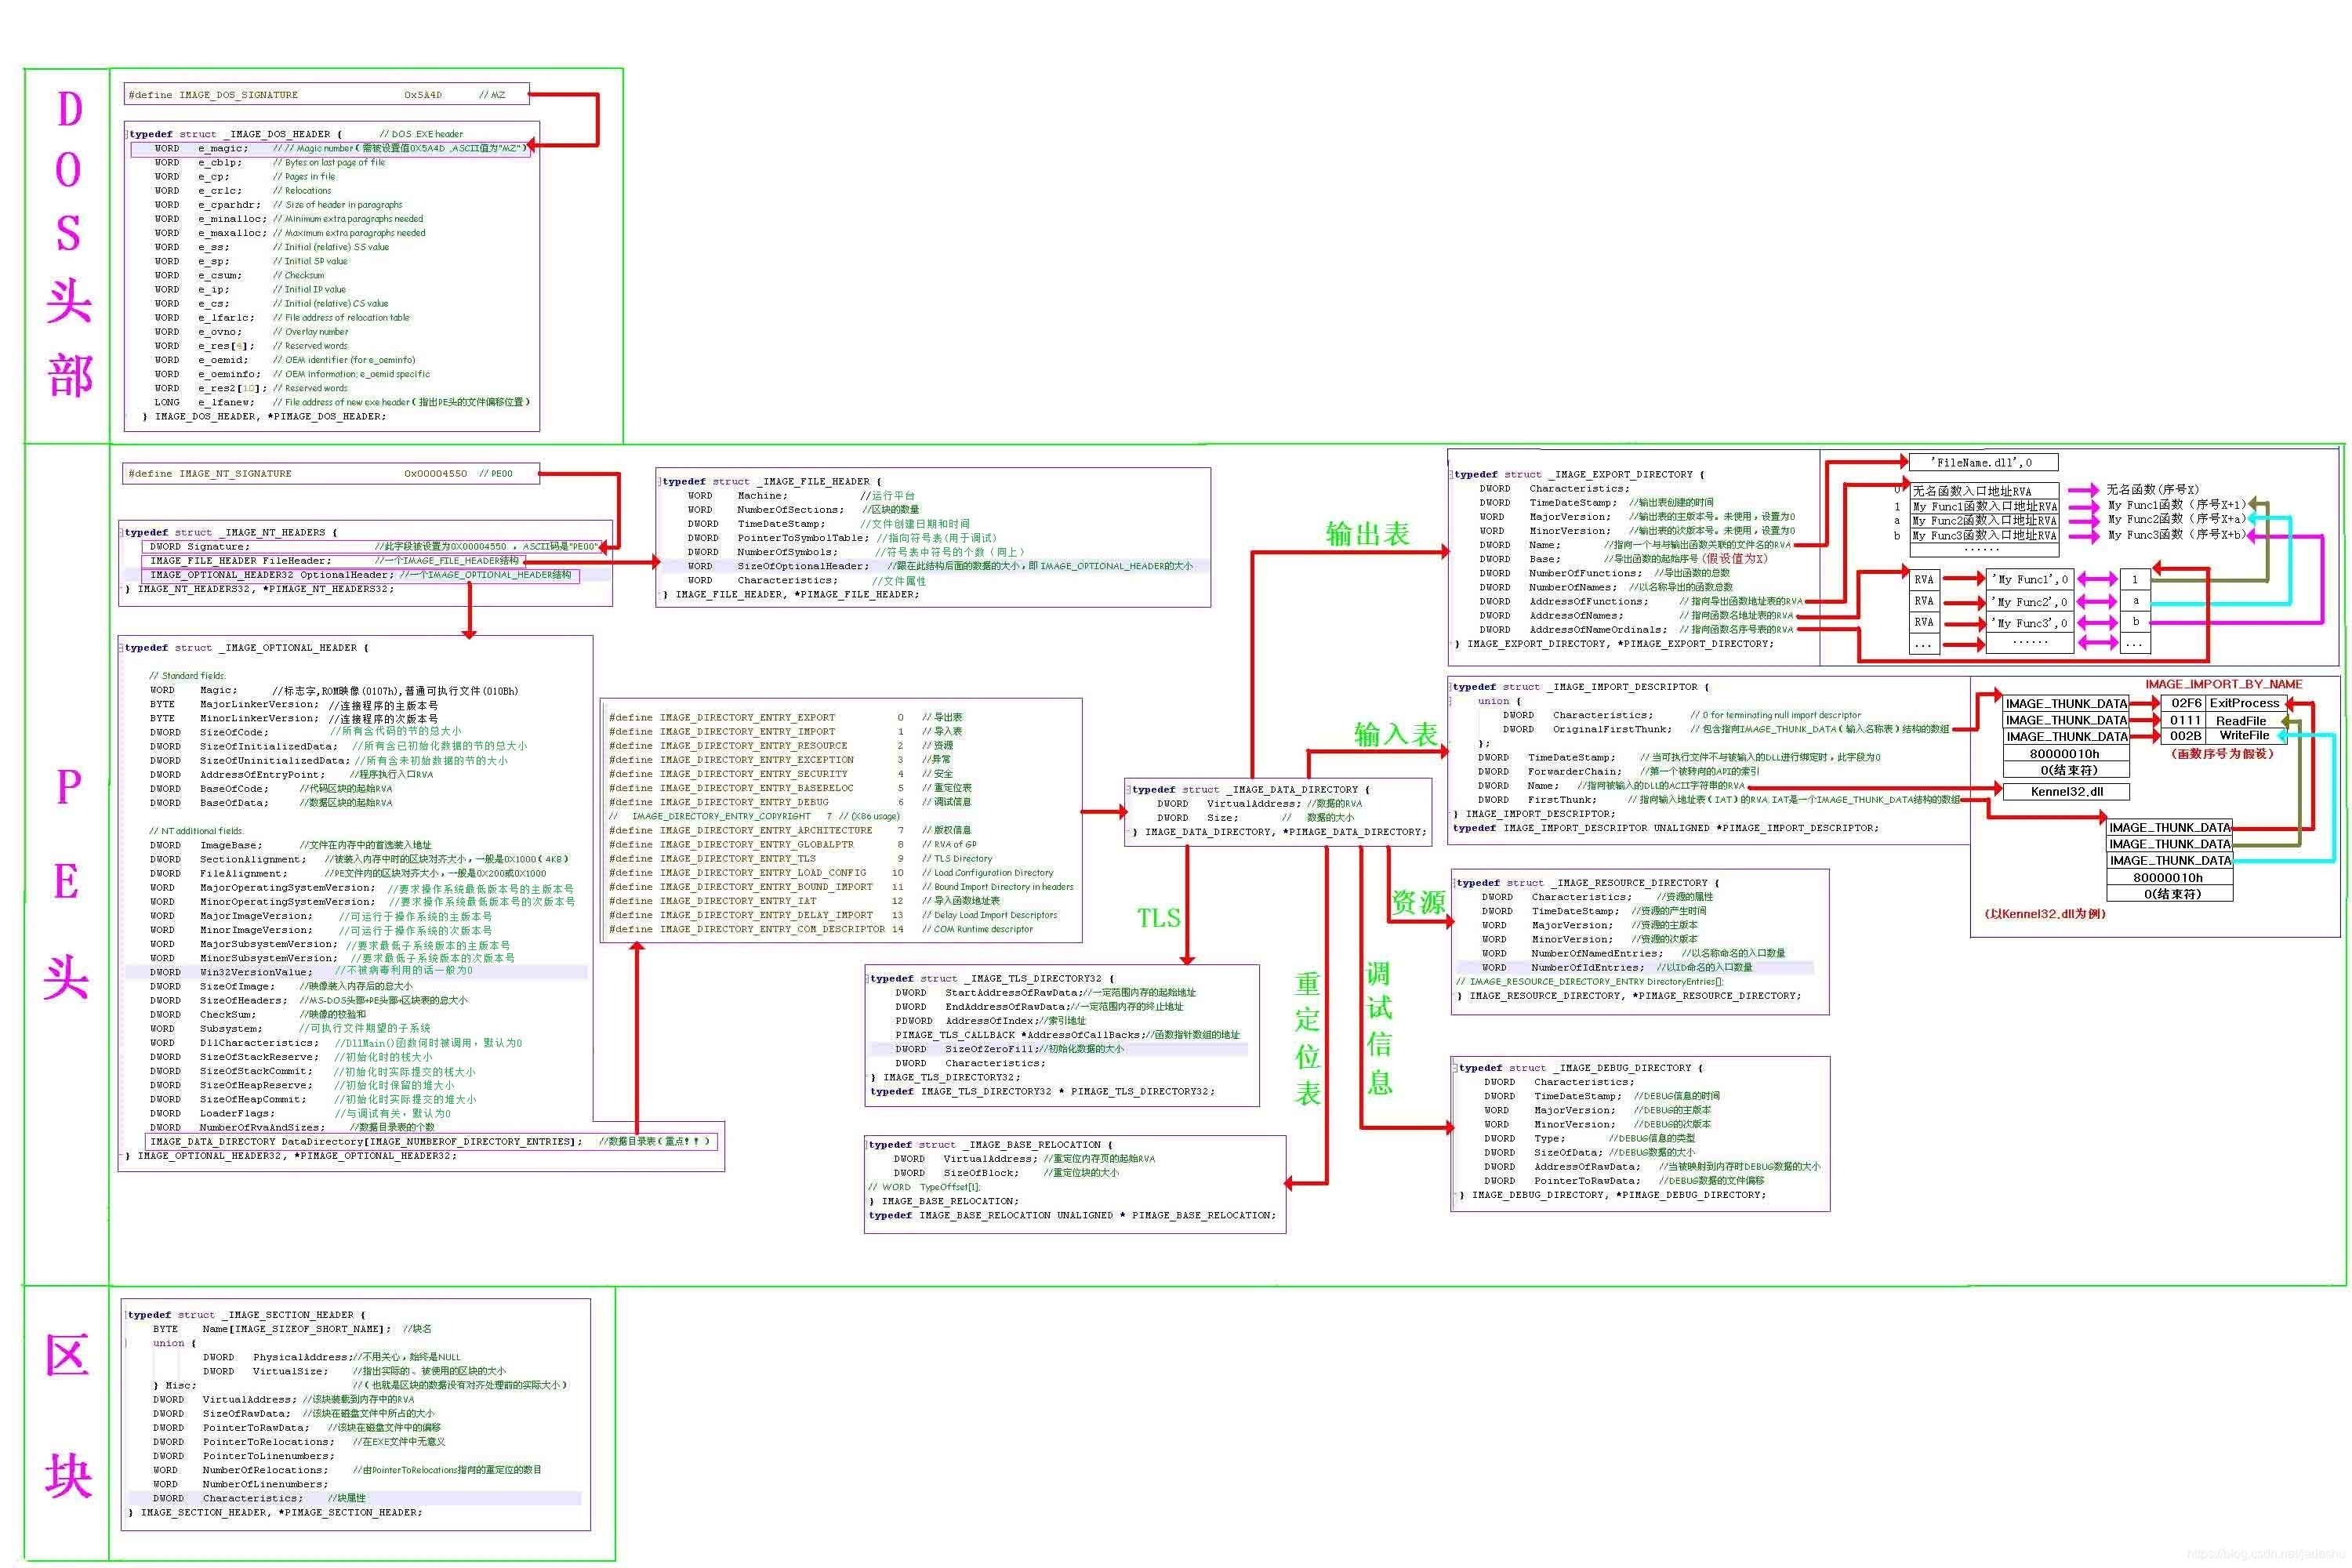 DOS头部
#define IMAGE_DOS_SIGNATURE 0x5A4D // MZ
typedef struct _IMAGE_DOS_HEADER { // DOS .EXE header
WORD e_magic; // // Magic number(需被设置值0X5A4D ,ASCII值为"MZ")
WORD e_cblp; // Bytes on last page of file
WORD e_cp; // Pages in file
WORD e_crlc; // Relocations
WORD e_cparhdr; // Size of header in paragraphs
WORD e_minalloc; // Minimum extra paragraphs needed
WORD e_maxalloc; // Maximum extra paragraphs needed
WORD e_ss; // Initial (relative) SS value
WORD e_sp; // Initial SP value
WORD e_csum; // Checksum
WORD e_ip; // Initial IP value
WORD e_cs; // Initial (relative) CS value
WORD e_lfarlc; // File address of relocation table
WORD e_ovno; // Overlay number
WORD e_res[4]; // Reserved words
WORD e_oemid; // OEM identifier (for e_oeminfo)
WORD e_oeminfo; // OEM information; e_oemid specific
WORD e_res2[10]; // Reserved words
LONG e_lfanew; // File address of new exe header(指出PE头的文件偏移位置)
} IMAGE_DOS_HEADER, *PIMAGE_DOS_HEADER;
PE头
#define IMAGE_NT_SIGNATURE 0x00004550 // PE00
typedef struct _IMAGE_NT_HEADERS {
DWORD Signature; //此字段被设置为0X00004550 ,ASCII码是"PE00"
IMAGE_FILE_HEADER FileHeader; //一个IMAGE_FILE_HEADER结构
IMAGE_OPTIONAL_HEADER32 OptionalHeader; //一个IMAGE_OPTIONAL_HEADER结构
} IMAGE_NT_HEADERS32, *PIMAGE_NT_HEADERS32;
typedef struct _IMAGE_FILE_HEADER {
WORD Machine; //运行平台
WORD NumberOfSections; //区块的数量
DWORD TimeDateStamp; //文件创建日期和时间
DWORD PointerToSymbolTable; //指向符号表(用于调试)
DWORD NumberOfSymbols; //符号表中符号的个数(同上)
WORD SizeOfOptionalHeader; //跟在此结构后面的数据的大小,即 IMAGE_OPTIONAL_HEADER的大小
WORD Characteristics; //文件属性
} IMAGE_FILE_HEADER, *PIMAGE_FILE_HEADER;
typedef struct _IMAGE_OPTIONAL_HEADER {
// Standard fields.
WORD Magic; //标志字,ROM映像(0107h),普通可执行文件(010Bh)
BYTE MajorLinkerVersion; //连接程序的主版本号
BYTE MinorLinkerVersion; //连接程序的次版本号
DWORD SizeOfCode; //所有含代码的节的总大小
DWORD SizeOfInitializedData; //所有含已初始化数据的节的总大小
DWORD SizeOfUninitializedData; //所有含未初始数据的节的大小
DWORD AddressOfEntryPoint; //程序执行入口RVA
DWORD BaseOfCode; //代码区块的起始RVA
DWORD BaseOfData; //数据区块的起始RVA
// NT additional fields.
DWORD ImageBase; //文件在内存中的首选装入地址
DWORD SectionAlignment; //被装入内存中时的区块对齐大小,一般是0X1000(4KB)
DWORD FileAlignment; //PE文件内的区块对齐大小,一般是0X200或0X1000
WORD MajorOperatingSystemVersion; //要求操作系统最低版本号的主版本号
WORD MinorOperatingSystemVersion; //要求操作系统最低版本号的次版本号
WORD MajorImageVersion; //可运行于操作系统的主版本号
WORD MinorImageVersion; //可运行于操作系统的次版本号
WORD MajorSubsystemVersion; //要求最低子系统版本的主版本号
WORD MinorSubsystemVersion; //要求最低子系统版本的次版本号
DWORD Win32VersionValue; //不被病毒利用的话一般为0
DWORD SizeOfImage; //映像装入内存后的总大小
DWORD SizeOfHeaders; //MS-DOS头部+PE头部+区块表的总大小
DWORD CheckSum; //映像的校验和
WORD Subsystem; //可执行文件期望的子系统
WORD DllCharacteristics; //DllMain()函数何时被调用,默认为0
DWORD SizeOfStackReserve; //初始化时的栈大小
DWORD SizeOfStackCommit; //初始化时实际提交的栈大小
DWORD SizeOfHeapReserve; //初始化时保留的堆大小
DWORD SizeOfHeapCommit; //初始化时实际提交的堆大小
DWORD LoaderFlags; //与调试有关,默认为0
DWORD NumberOfRvaAndSizes; //数据目录表的个数
IMAGE_DATA_DIRECTORY DataDirectory[IMAGE_NUMBEROF_DIRECTORY_ENTRIES]; //数据目录表(重点!!)
} IMAGE_OPTIONAL_HEADER32, *PIMAGE_OPTIONAL_HEADER32;
#define IMAGE_DIRECTORY_ENTRY_EXPORT 0 // 导出表
#define IMAGE_DIRECTORY_ENTRY_IMPORT 1 // 导入表
#define IMAGE_DIRECTORY_ENTRY_RESOURCE 2 // 资源
#define IMAGE_DIRECTORY_ENTRY_EXCEPTION 3 //异常
#define IMAGE_DIRECTORY_ENTRY_SECURITY 4 // 安全
#define IMAGE_DIRECTORY_ENTRY_BASERELOC 5 // 重定位表
#define IMAGE_DIRECTORY_ENTRY_DEBUG 6 // 调试信息
// IMAGE_DIRECTORY_ENTRY_COPYRIGHT 7 // (X86 usage)
#define IMAGE_DIRECTORY_ENTRY_ARCHITECTURE 7 // 版权信息
#define IMAGE_DIRECTORY_ENTRY_GLOBALPTR 8 // RVA of GP
#define IMAGE_DIRECTORY_ENTRY_TLS 9 // TLS Directory
#define IMAGE_DIRECTORY_ENTRY_LOAD_CONFIG 10 // Load Configuration Directory
#define IMAGE_DIRECTORY_ENTRY_BOUND_IMPORT 11 // Bound Import Directory in headers
#define IMAGE_DIRECTORY_ENTRY_IAT 12 // 导入函数地址表
#define IMAGE_DIRECTORY_ENTRY_DELAY_IMPORT 13 // Delay Load Import Descriptors
#define IMAGE_DIRECTORY_ENTRY_COM_DESCRIPTOR 14 // COM Runtime descriptor
typedef struct _IMAGE_DATA_DIRECTORY {
DWORD VirtualAddress; //数据的RVA
DWORD Size; // 数据的大小
} IMAGE_DATA_DIRECTORY, *PIMAGE_DATA_DIRECTORY;
输出表
typedef struct _IMAGE_EXPORT_DIRECTORY {
DWORD Characteristics;
DWORD TimeDateStamp; //输出表创建的时间
WORD MajorVersion; //输出表的主版本号。未使用,设置为0
WORD MinorVersion; //输出表的次版本号。未使用,设置为0
DWORD Name; //指向一个与与输出函数关联的文件名的RVA
DWORD Base; //导出函数的起始序号(假设值为X)
DWORD NumberOfFunctions; //导出函数的总数
DWORD NumberOfNames; //以名称导出的函数总数
DWORD AddressOfFunctions; // 指向导出函数地址表的RVA
DWORD AddressOfNames; // 指向函数名地址表的RVA
DWORD AddressOfNameOrdinals; // 指向函数名序号表的RVA
} IMAGE_EXPORT_DIRECTORY, *PIMAGE_EXPORT_DIRECTORY;
'FileName.dll',0
0 无名函数入口地址RVA 无名函数(序号X)
1 My Func1函数入口地址RVA My Func1函数(序号X+1)
a My Func2函数入口地址RVA My Func2函数(序号X+a)
b My Func3函数入口地址RVA My Func3函数(序号X+b)
······
RVA 'My Func1',0 1
RVA 'My Func2',0 a
RVA 'My Func3',0 b
... ······ ...
输入表
typedef struct _IMAGE_IMPORT_DESCRIPTOR {
union {
DWORD Characteristics; // 0 for terminating null import descriptor
DWORD OriginalFirstThunk; // 包含指向IMAGE_THUNK_DATA(输入名称表)结构的数组
};
DWORD TimeDateStamp; // 当可执行文件不与被输入的DLL进行绑定时,此字段为0
DWORD ForwarderChain; //第一个被转向的API的索引
DWORD Name; //指向被输入的DLL的ACII字符串的RVA
DWORD FirstThunk; // 指向输入地址表(IAT)的RVA,IAT是一个IMAGE_THUNK_DATA结构的数组
} IMAGE_IMPORT_DESCRIPTOR;
typedef IMAGE_IMPORT_DESCRIPTOR UNALIGNED *PIMAGE_IMPORT_DESCRIPTOR;
IMAGE_IMPORT_BY_NAME
IMAGE_THUNK_DATA 02F6 ExitProcess
IMAGE_THUNK_DATA 0111 ReadFile
IMAGE_THUNK_DATA 002B WriteFile
80000010h (函数序号为假设)
0(结束符)
Kennel32.dll
IMAGE_THUNK_DATA
IMAGE_THUNK_DATA
IMAGE_THUNK_DATA
80000010h
0(结束符)
(以Kennel32.dll为例)
资源
typedef struct _IMAGE_RESOURCE_DIRECTORY {
DWORD Characteristics; //资源的属性
DWORD TimeDateStamp; //资源的产生时间
WORD MajorVersion; //资源的主版本
WORD MinorVersion; //资源的次版本
WORD NumberOfNamedEntries; //以名称命名的入口数量
WORD NumberOfIdEntries; //以ID命名的入口数量
// IMAGE_RESOURCE_DIRECTORY_ENTRY DirectoryEntries[];
} IMAGE_RESOURCE_DIRECTORY, *PIMAGE_RESOURCE_DIRECTORY;
TLS
typedef struct _IMAGE_TLS_DIRECTORY32 {
DWORD StartAddressOfRawData;//一定范围内存的起始地址
DWORD EndAddressOfRawData;//一定范围内存的终止地址
PDWORD AddressOfIndex;//索引地址
PIMAGE_TLS_CALLBACK *AddressOfCallBacks;//函数指针数组的地址
DWORD SizeOfZeroFill;//初始化数据的大小
DWORD Characteristics;
} IMAGE_TLS_DIRECTORY32;
typedef IMAGE_TLS_DIRECTORY32 * PIMAGE_TLS_DIRECTORY32;
重定位表
typedef struct _IMAGE_BASE_RELOCATION {
DWORD VirtualAddress; //重定位内存页的起始RVA
DWORD SizeOfBlock; //重定位块的大小
// WORD TypeOffset[1];
} IMAGE_BASE_RELOCATION;
typedef IMAGE_BASE_RELOCATION UNALIGNED * PIMAGE_BASE_RELOCATION;
调试信息
typedef struct _IMAGE_DEBUG_DIRECTORY {
DWORD Characteristics;
DWORD TimeDateStamp; //DEBUG信息的时间
WORD MajorVersion; //DEBUG的主版本
WORD MinorVersion; //DEBUG的次版本
DWORD Type; //DEBUG信息的类型
DWORD SizeOfData; //DEBUG数据的大小
DWORD AddressOfRawData; //当被映射到内存时DEBUG数据的大小
DWORD PointerToRawData; //DEBUG数据的文件偏移
} IMAGE_DEBUG_DIRECTORY, *PIMAGE_DEBUG_DIRECTORY;
区块
typedef struct _IMAGE_SECTION_HEADER {
BYTE Name[IMAGE_SIZEOF_SHORT_NAME]; //块名
union {
DWORD PhysicalAddress;//不用关心,始终是NULL
DWORD VirtualSize; //指出实际的、被使用的区块的大小
} Misc; //(也就是区块的数据没有对齐处理前的实际大小)
DWORD VirtualAddress; //该块装载到内存中的RVA
DWORD SizeOfRawData; //该块在磁盘文件中所占的大小
DWORD PointerToRawData; //该块在磁盘文件中的偏移
DWORD PointerToRelocations; //在EXE文件中无意义
DWORD PointerToLinenumbers;
WORD NumberOfRelocations; //由PointerToRelocations指向的重定位的数目
WORD NumberOfLinenumbers;
DWORD Characteristics; //块属性
} IMAGE_SECTION_HEADER, *PIMAGE_SECTION_HEADER;
https://blog.csdn.net/jadeshu